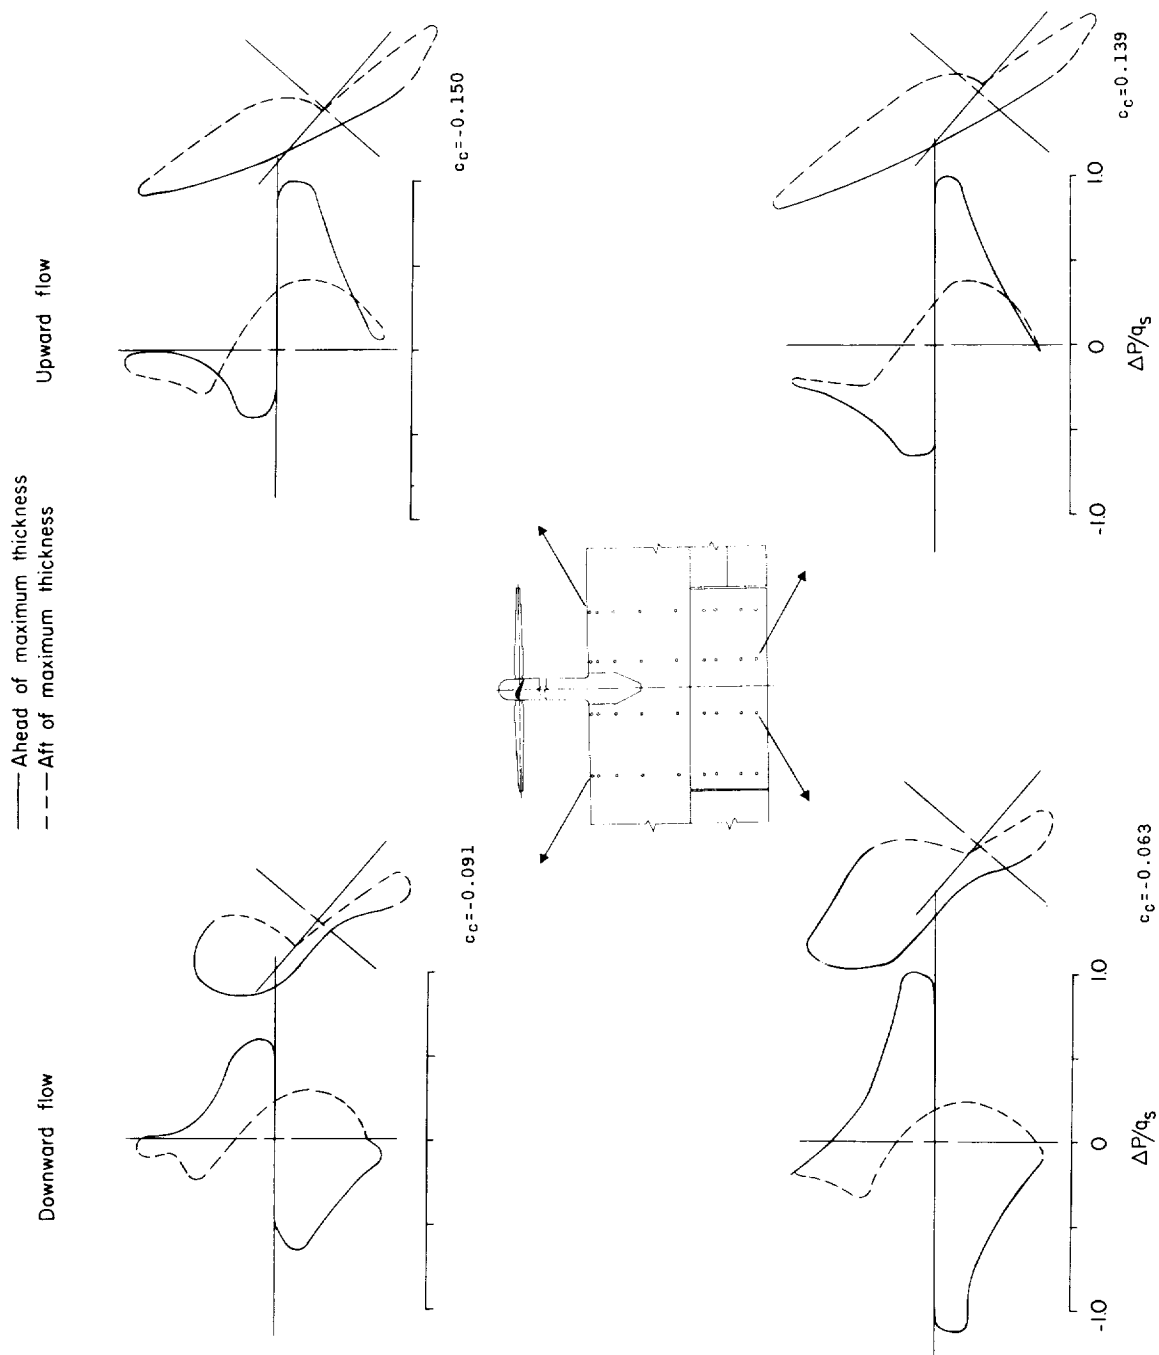 —— Ahead of maximum thickness
— — — Aft of maximum thickness
Downward flow
Upward flow
c_c=-0.091
c_c=-0.150
c_c=-0.063
c_c=0.139
-1.0
0
1.0
ΔP/q_s
-1.0
0
1.0
ΔP/q_s